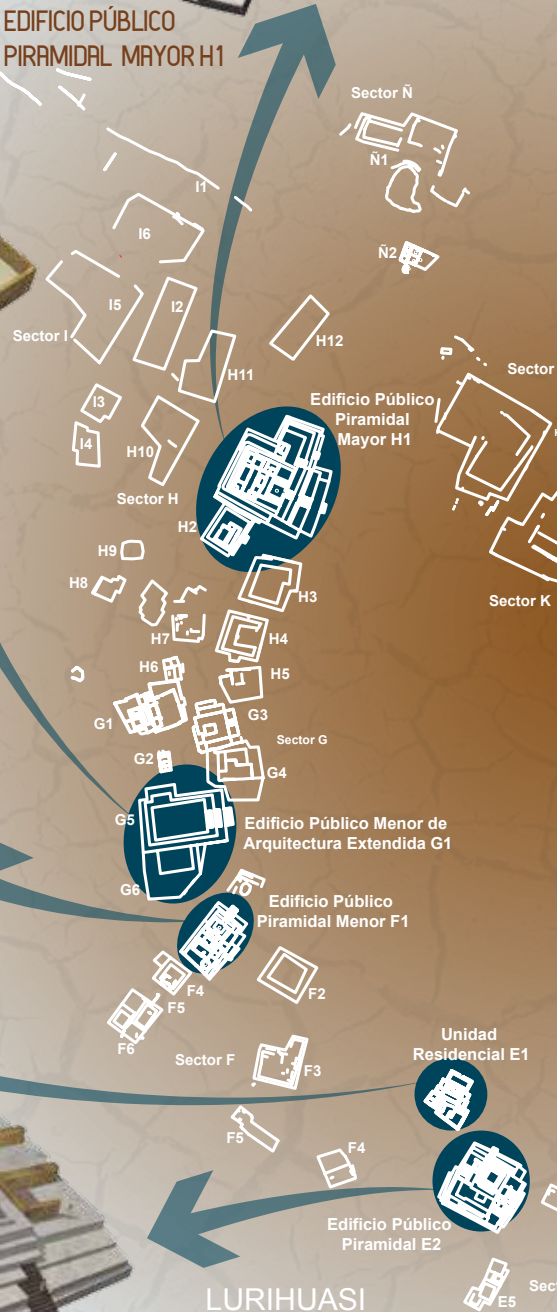 EDIFICIO PÚBLICO
PIRAMIDAL MAYOR H1
Sector Ñ
Ñ1
I1
I6
Ñ2
I5
I2
Sector I
H12
H11
Sector
I3
Edificio Público
Piramidal
Mayor H1
I4
H10
Sector H
H2
H9
H8
H3
Sector K
H7
H4
H6
H5
G1
G3
Sector G
G2
G4
G5
Edificio Público Menor de
Arquitectura Extendida G1
G6
Edificio Público
Piramidal Menor F1
F4
F2
F5
F6
Sector F
F3
Unidad
Residencial E1
F5
F4
Edificio Público
Piramidal E2
Sect
E5
LURIHUASI